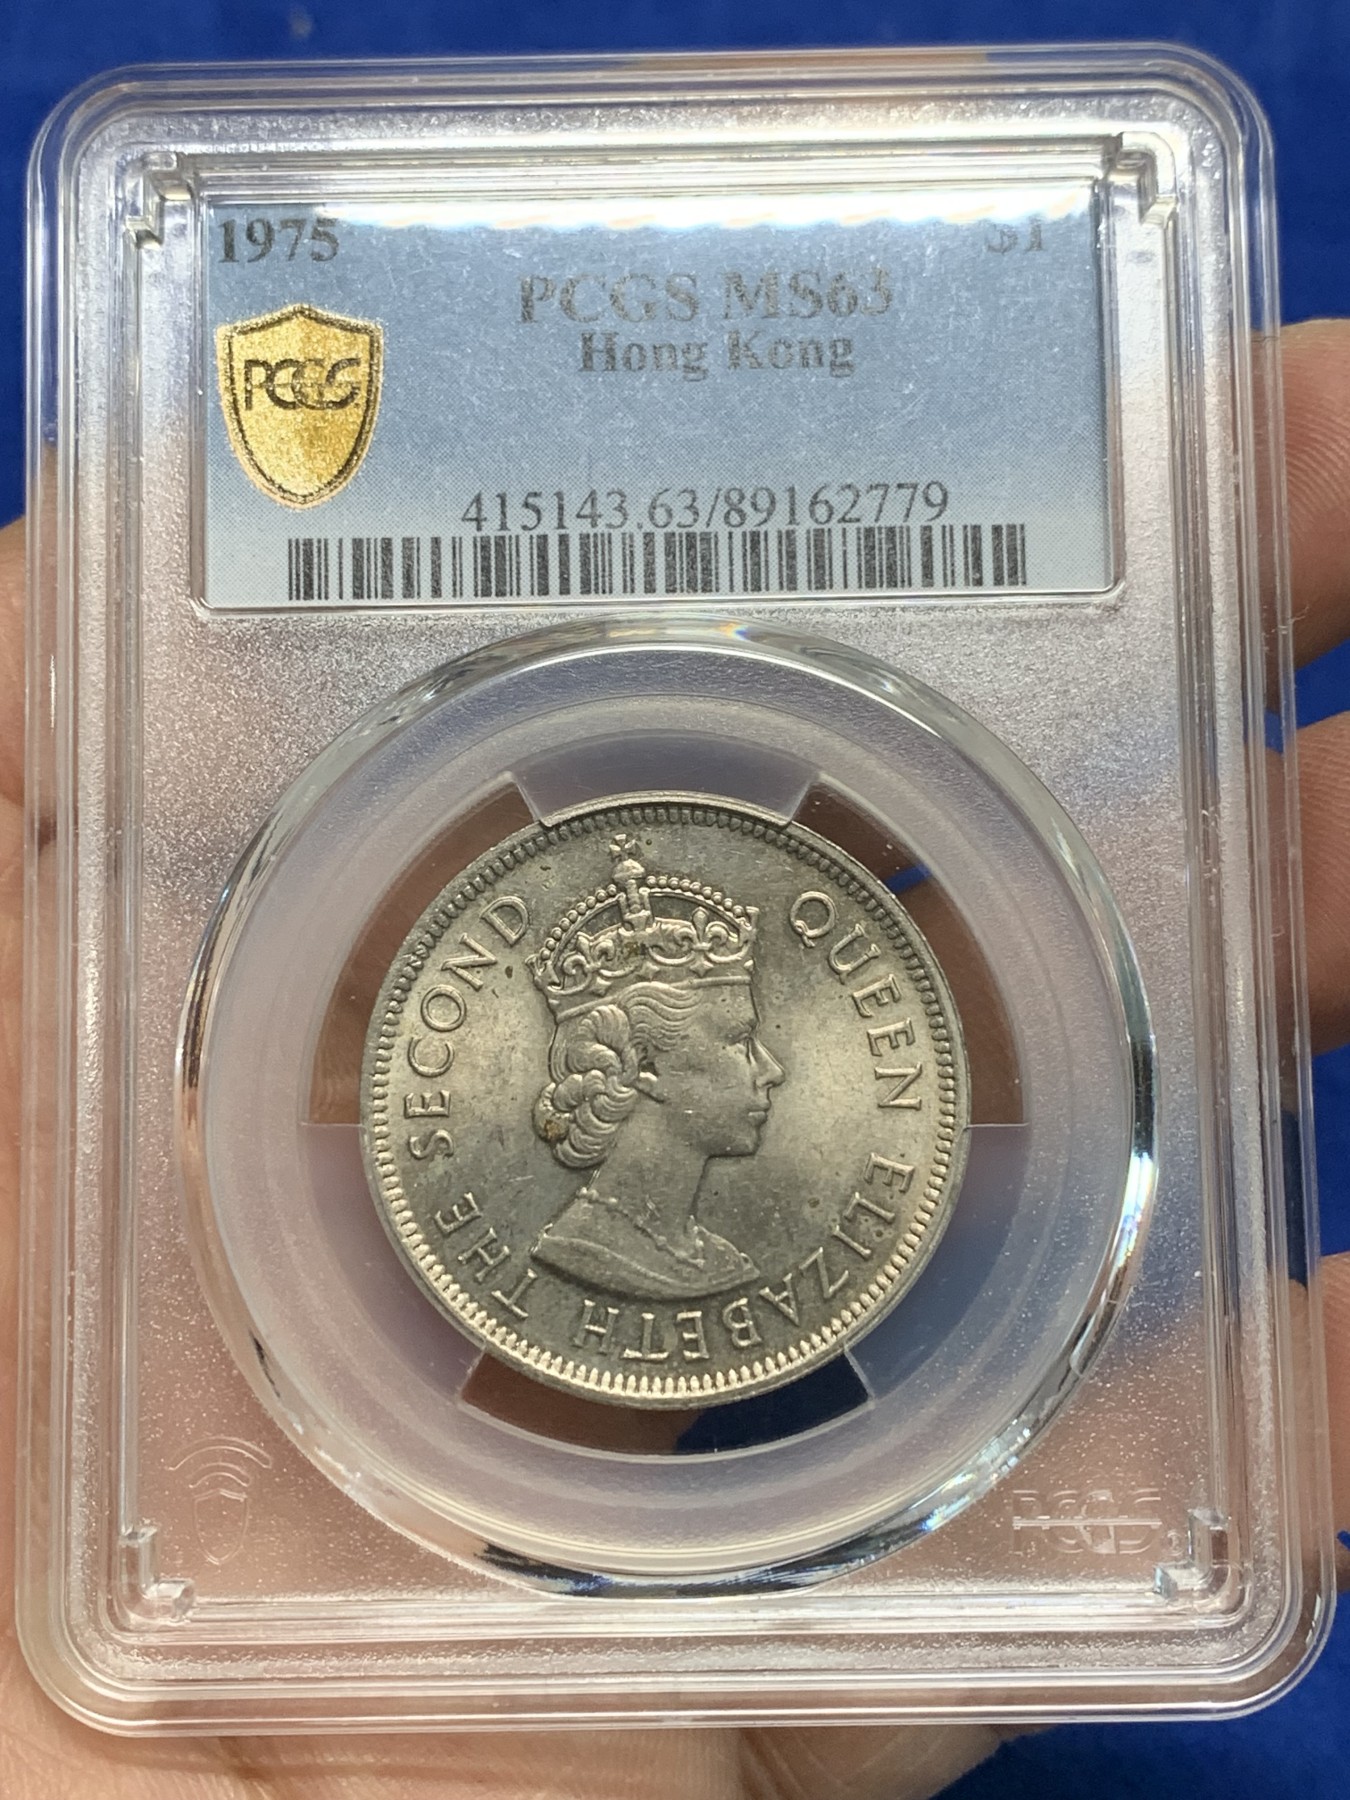 1975
$1
PCGS MS63
Hong Kong
PCGS
415143.63/89162779
QUEEN ELIZABETH THE SECOND
PCGS